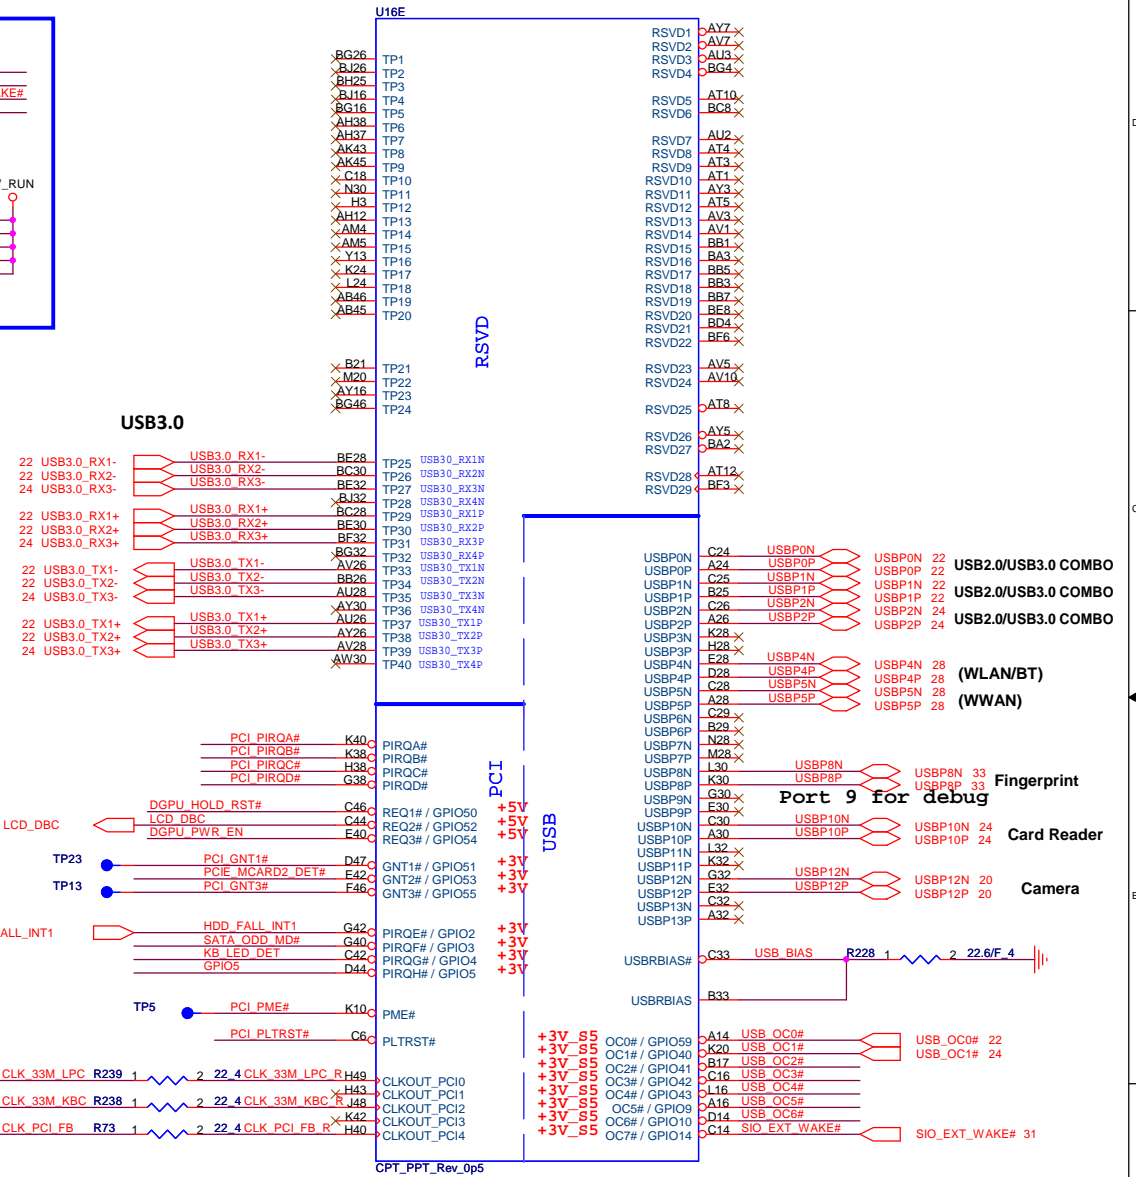 U16E
KE#
_RUN
BG26 TP1
BJ26 TP2
BH25 TP3
BJ16 TP4
BG16 TP5
AH38 TP6
AH37 TP7
AK43 TP8
AK45 TP9
C18 TP10
N30 TP11
H3 TP12
AH12 TP13
AM4 TP14
AM5 TP15
Y13 TP16
K24 TP17
L24 TP18
AB46 TP19
AB45 TP20
B21 TP21
M20 TP22
AY16 TP23
BG46 TP24
RSVD
RSVD1 AY7
RSVD2 AV7
RSVD3 AU3
RSVD4 BG4
RSVD5 AT10
RSVD6 BC8
RSVD7 AU2
RSVD8 AT4
RSVD9 AT3
RSVD10 AT1
RSVD11 AY3
RSVD12 AT5
RSVD13 AV3
RSVD14 AV1
RSVD15 BB1
RSVD16 BA3
RSVD17 BB5
RSVD18 BB3
RSVD19 BB7
RSVD20 BE8
RSVD21 BD4
RSVD22 BF6
RSVD23 AV5
RSVD24 AV10
RSVD25 AT8
RSVD26 AY5
RSVD27 BA2
RSVD28 AT12
RSVD29 BF3
USB3.0
22 USB3.0_RX1- USB3.0_RX1- BE28 TP25 USB30_RX1N
22 USB3.0_RX2- USB3.0_RX2- BC30 TP26 USB30_RX2N
24 USB3.0_RX3- USB3.0_RX3- BE32 TP27 USB30_RX3N
BJ32 TP28 USB30_RX4N
22 USB3.0_RX1+ USB3.0_RX1+ BC28 TP29 USB30_RX1P
22 USB3.0_RX2+ USB3.0_RX2+ BE30 TP30 USB30_RX2P
24 USB3.0_RX3+ USB3.0_RX3+ BF32 TP31 USB30_RX3P
BG32 TP32 USB30_RX4P
22 USB3.0_TX1- USB3.0_TX1- AV26 TP33 USB30_TX1N
22 USB3.0_TX2- USB3.0_TX2- BB26 TP34 USB30_TX2N
24 USB3.0_TX3- USB3.0_TX3- AU28 TP35 USB30_TX3N
AY30 TP36 USB30_TX4N
22 USB3.0_TX1+ USB3.0_TX1+ AU26 TP37 USB30_TX1P
22 USB3.0_TX2+ USB3.0_TX2+ AY26 TP38 USB30_TX2P
24 USB3.0_TX3+ USB3.0_TX3+ AV28 TP39 USB30_TX3P
AW30 TP40 USB30_TX4P
USBP0N C24 USBP0N USBP0N 22
USBP0P A24 USBP0P USBP0P 22 USB2.0/USB3.0 COMBO
USBP1N C25 USBP1N USBP1N 22
USBP1P B25 USBP1P USBP1P 22 USB2.0/USB3.0 COMBO
USBP2N C26 USBP2N USBP2N 24
USBP2P A26 USBP2P USBP2P 24 USB2.0/USB3.0 COMBO
USBP3N K28
USBP3P H28
USBP4N E28 USBP4N USBP4N 28
USBP4P D28 USBP4P USBP4P 28 (WLAN/BT)
USBP5N C28 USBP5N USBP5N 28
USBP5P A28 USBP5P USBP5P 28 (WWAN)
USBP6N C29
USBP6P B29
USBP7N N28
USBP7P M28
USBP8N L30 USBP8N USBP8N 33
USBP8P K30 USBP8P USBP8P 33 Fingerprint
USBP9N G30
USBP9P E30
Port 9 for debug
USBP10N C30 USBP10N USBP10N 24
USBP10P A30 USBP10P USBP10P 24 Card Reader
USBP11N L32
USBP11P K32
USBP12N G32 USBP12N USBP12N 20
USBP12P E32 USBP12P USBP12P 20 Camera
USBP13N C32
USBP13P A32
PCI
USB
PCI_PIRQA# K40 PIRQA#
PCI_PIRQB# K38 PIRQB#
PCI_PIRQC# H38 PIRQC#
PCI_PIRQD# G38 PIRQD#
DGPU_HOLD_RST# C46 REQ1# / GPIO50 +5V
LCD_DBC LCD_DBC C44 REQ2# / GPIO52 +5V
DGPU_PWR_EN E40 REQ3# / GPIO54 +5V
TP23 PCI_GNT1# D47 GNT1# / GPIO51 +3V
PCIE_MCARD2_DET# E42 GNT2# / GPIO53 +3V
TP13 PCI_GNT3# F46 GNT3# / GPIO55 +3V
ALL_INT1 HDD_FALL_INT1 G42 PIRQE# / GPIO2 +3V
SATA_ODD_MD# G40 PIRQF# / GPIO3 +3V
KB_LED_DET C42 PIRQG# / GPIO4 +3V
GPIO5 D44 PIRQH# / GPIO5 +3V
TP5 PCI_PME# K10 PME#
PCI_PLTRST# C6 PLTRST#
CLK_33M_LPC R239 1 2 22_4 CLK_33M_LPC_R H49 CLKOUT_PCI0
H43 CLKOUT_PCI1
CLK_33M_KBC R238 1 2 22_4 CLK_33M_KBC_R J48 CLKOUT_PCI2
K42 CLKOUT_PCI3
CLK_PCI_FB R73 1 2 22_4 CLK_PCI_FB_R H40 CLKOUT_PCI4
USBRBIAS# C33 USB_BIAS R228 1 2 22.6/F_4
USBRBIAS B33
+3V_S5 OC0# / GPIO59 A14 USB_OC0# USB_OC0# 22
+3V_S5 OC1# / GPIO40 K20 USB_OC1# USB_OC1# 24
+3V_S5 OC2# / GPIO41 B17 USB_OC2#
+3V_S5 OC3# / GPIO42 C16 USB_OC3#
+3V_S5 OC4# / GPIO43 L16 USB_OC4#
+3V_S5 OC5# / GPIO9 A16 USB_OC5#
+3V_S5 OC6# / GPIO10 D14 USB_OC6#
+3V_S5 OC7# / GPIO14 C14 SIO_EXT_WAKE# SIO_EXT_WAKE# 31
CPT_PPT_Rev_0p5